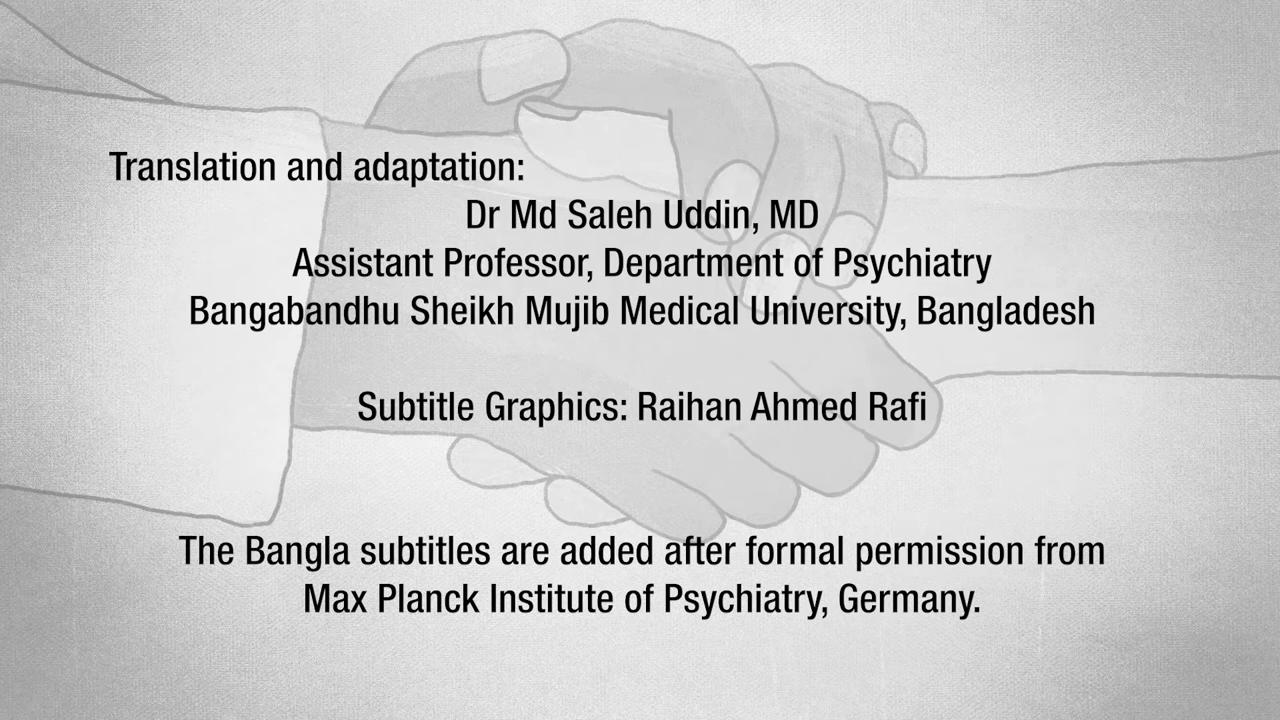 Translation and adaptation:
Dr Md Saleh Uddin, MD
Assistant Professor, Department of Psychiatry
Bangabandhu Sheikh Mujib Medical University, Bangladesh
Subtitle Graphics: Raihan Ahmed Rafi
The Bangla subtitles are added after formal permission from
Max Planck Institute of Psychiatry, Germany.